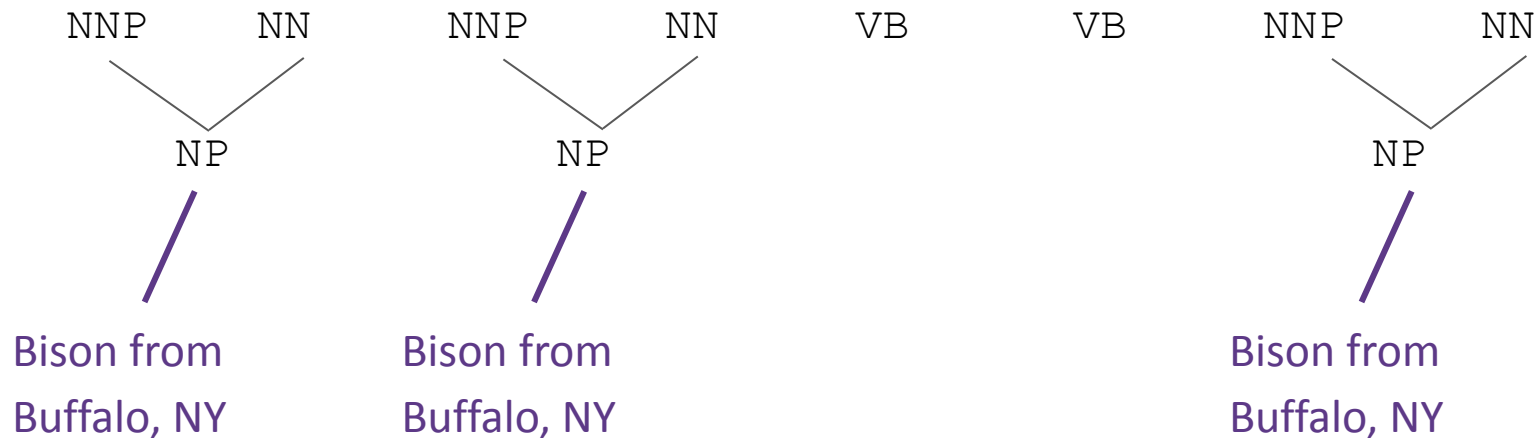 NNP NN NNP NN VB VB NNP NN
NP NP NP
Bison from Bison from Bison from
Buffalo, NY Buffalo, NY Buffalo, NY